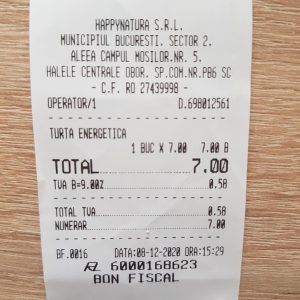 HAPPYNATURA S.R.L.
MUNICIPIUL BUCURESTI, SECTOR 2,
ALEEA CAMPUL MOSILOR,NR. 5,
HALELE CENTRALE OBOR, SP.COM.NR.PB6 SC
- C.F. RO 27439998 -
OPERATOR/1 D.698012561
TURTA ENERGETICA
1 BUC X 7.00 7.00 B
TOTAL 7.00
TVA B=9.00% 0.58
TOTAL TVA 0.58
NUMERAR 7.00
BF.0016 DATA:08-12-2020 ORA:15:29
6000168623
BON FISCAL